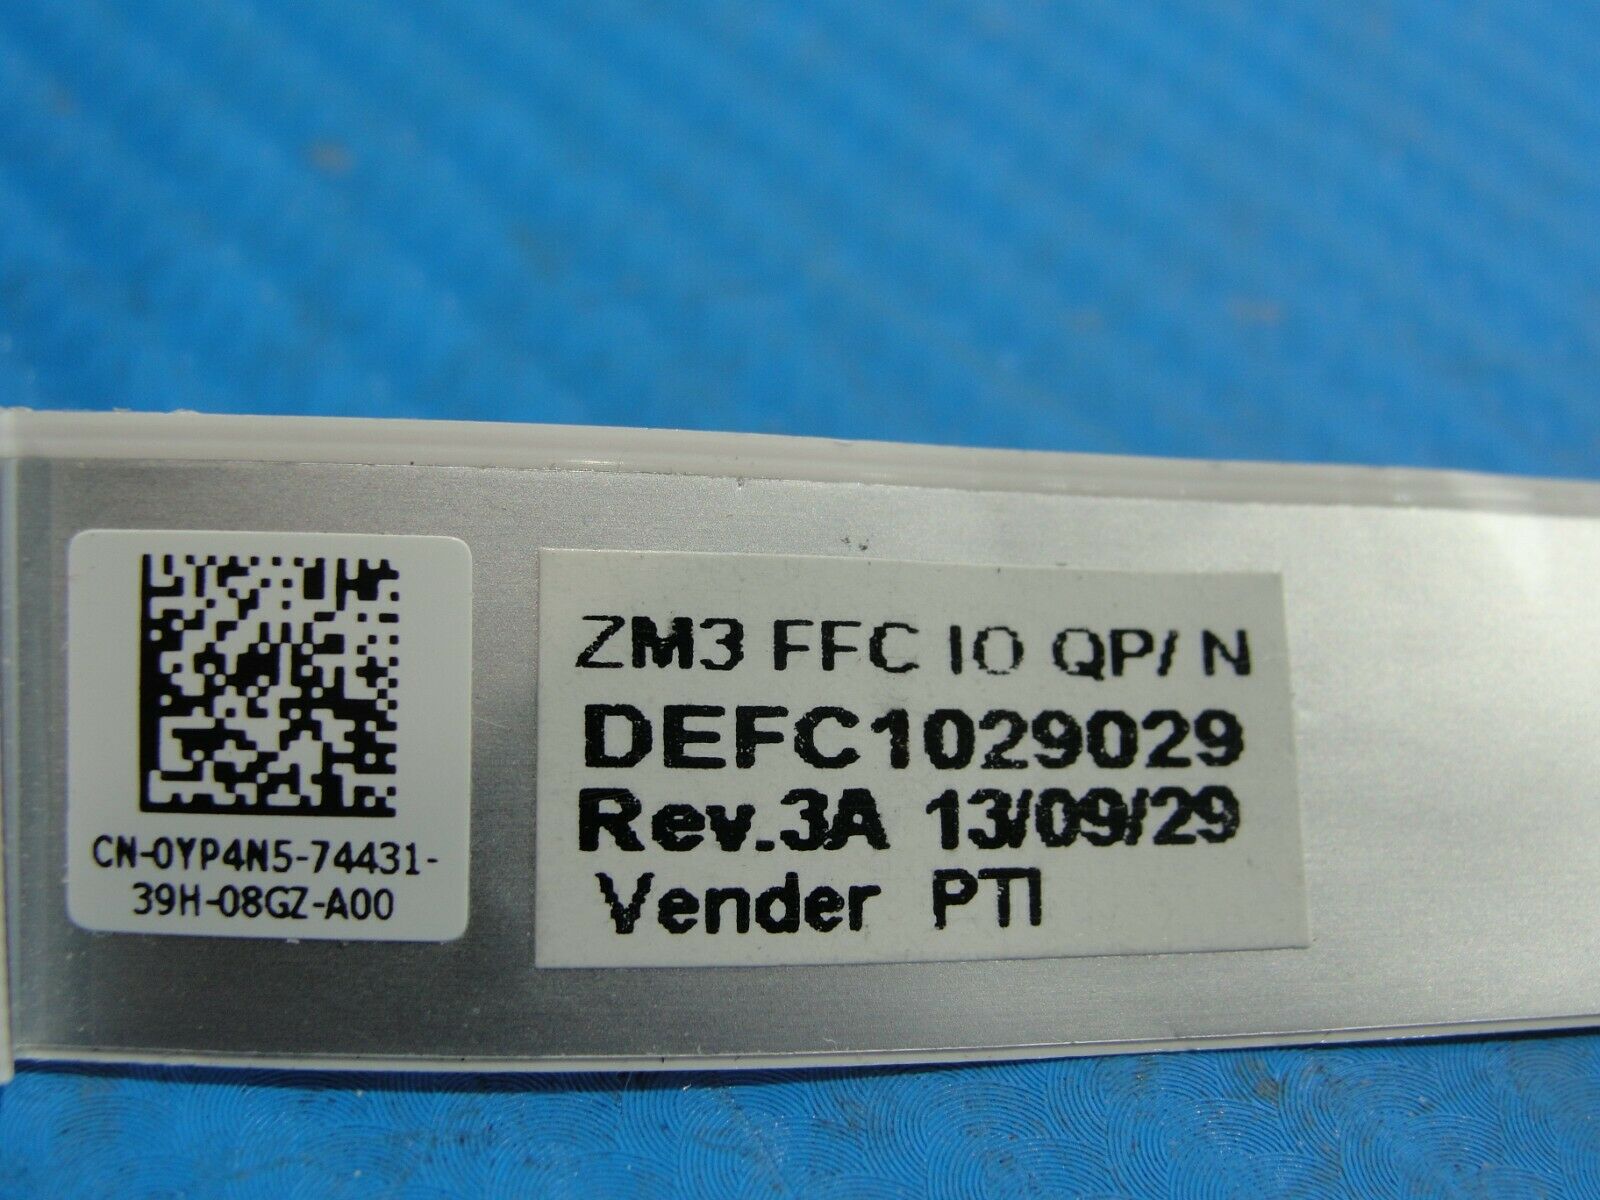 CN-0YP4N5-74431-
39H-08GZ-A00
ZM3 FFC IO QP/N
DEFC1029029
Rev.3A 13/09/29
Vender PTI